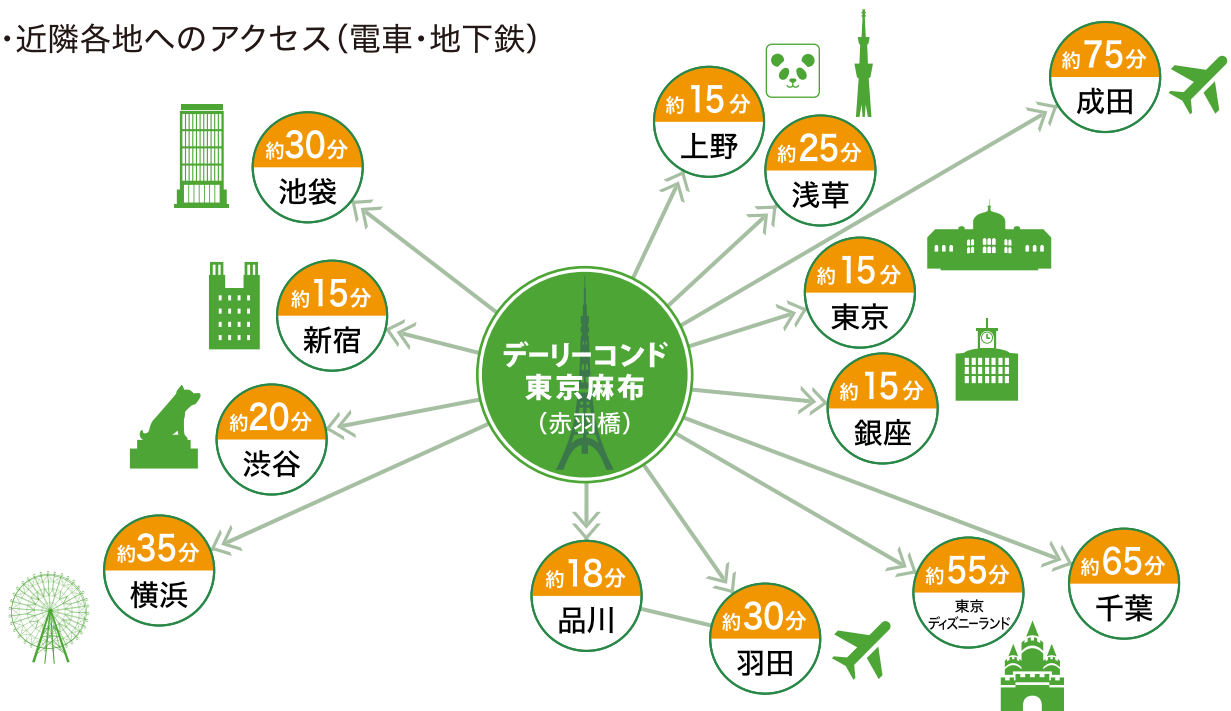 ・近隣各地へのアクセス（電車・地下鉄）
約75分
成田
約15分
上野
約25分
浅草
約30分
池袋
約15分
東京
約15分
新宿
デーリーコンド
東京麻布
（赤羽橋）
約15分
銀座
約20分
渋谷
約35分
横浜
約18分
品川
約30分
羽田
約55分
東京
ディズニーランド
約65分
千葉